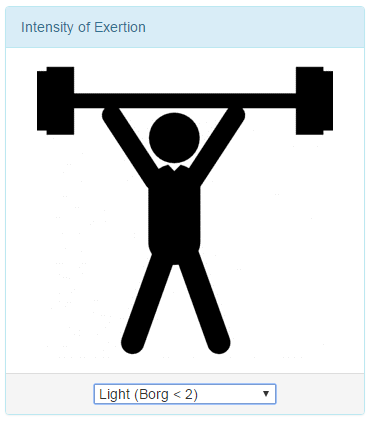 Intensity of Exertion
Light (Borg < 2)